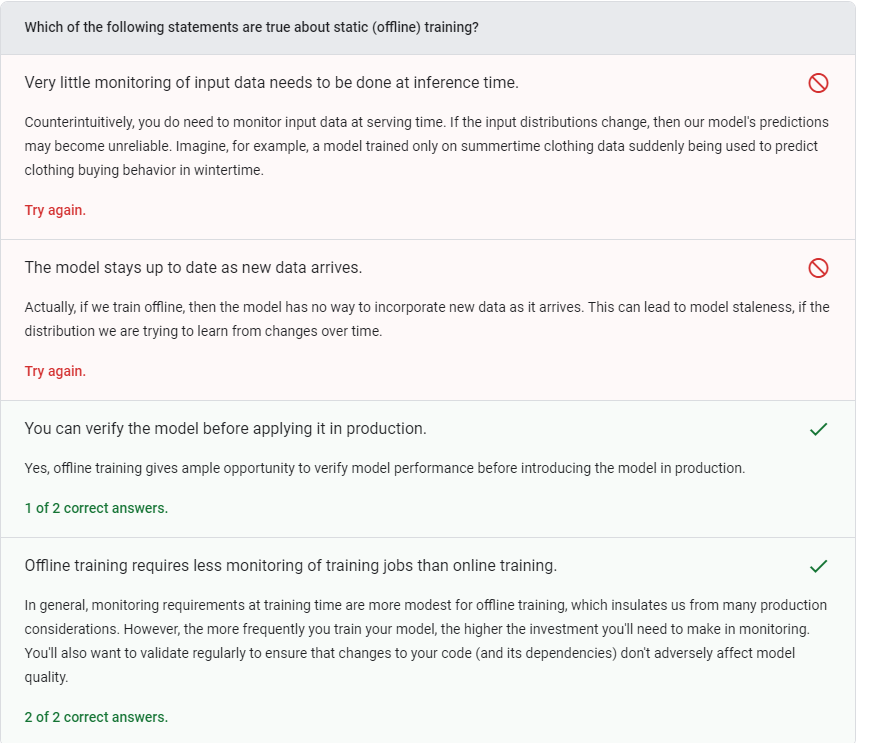 Which of the following statements are true about static (offline) training?
Very little monitoring of input data needs to be done at inference time.
Counterintuitively, you do need to monitor input data at serving time. If the input distributions change, then our model's predictions
may become unreliable. Imagine, for example, a model trained only on summertime clothing data suddenly being used to predict
clothing buying behavior in wintertime.
Try again.
The model stays up to date as new data arrives.
Actually, if we train offline, then the model has no way to incorporate new data as it arrives. This can lead to model staleness, if the
distribution we are trying to learn from changes over time.
Try again.
You can verify the model before applying it in production.
Yes, offline training gives ample opportunity to verify model performance before introducing the model in production.
1 of 2 correct answers.
Offline training requires less monitoring of training jobs than online training.
In general, monitoring requirements at training time are more modest for offline training, which insulates us from many production
considerations. However, the more frequently you train your model, the higher the investment you'll need to make in monitoring.
You'll also want to validate regularly to ensure that changes to your code (and its dependencies) don't adversely affect model
quality.
2 of 2 correct answers.